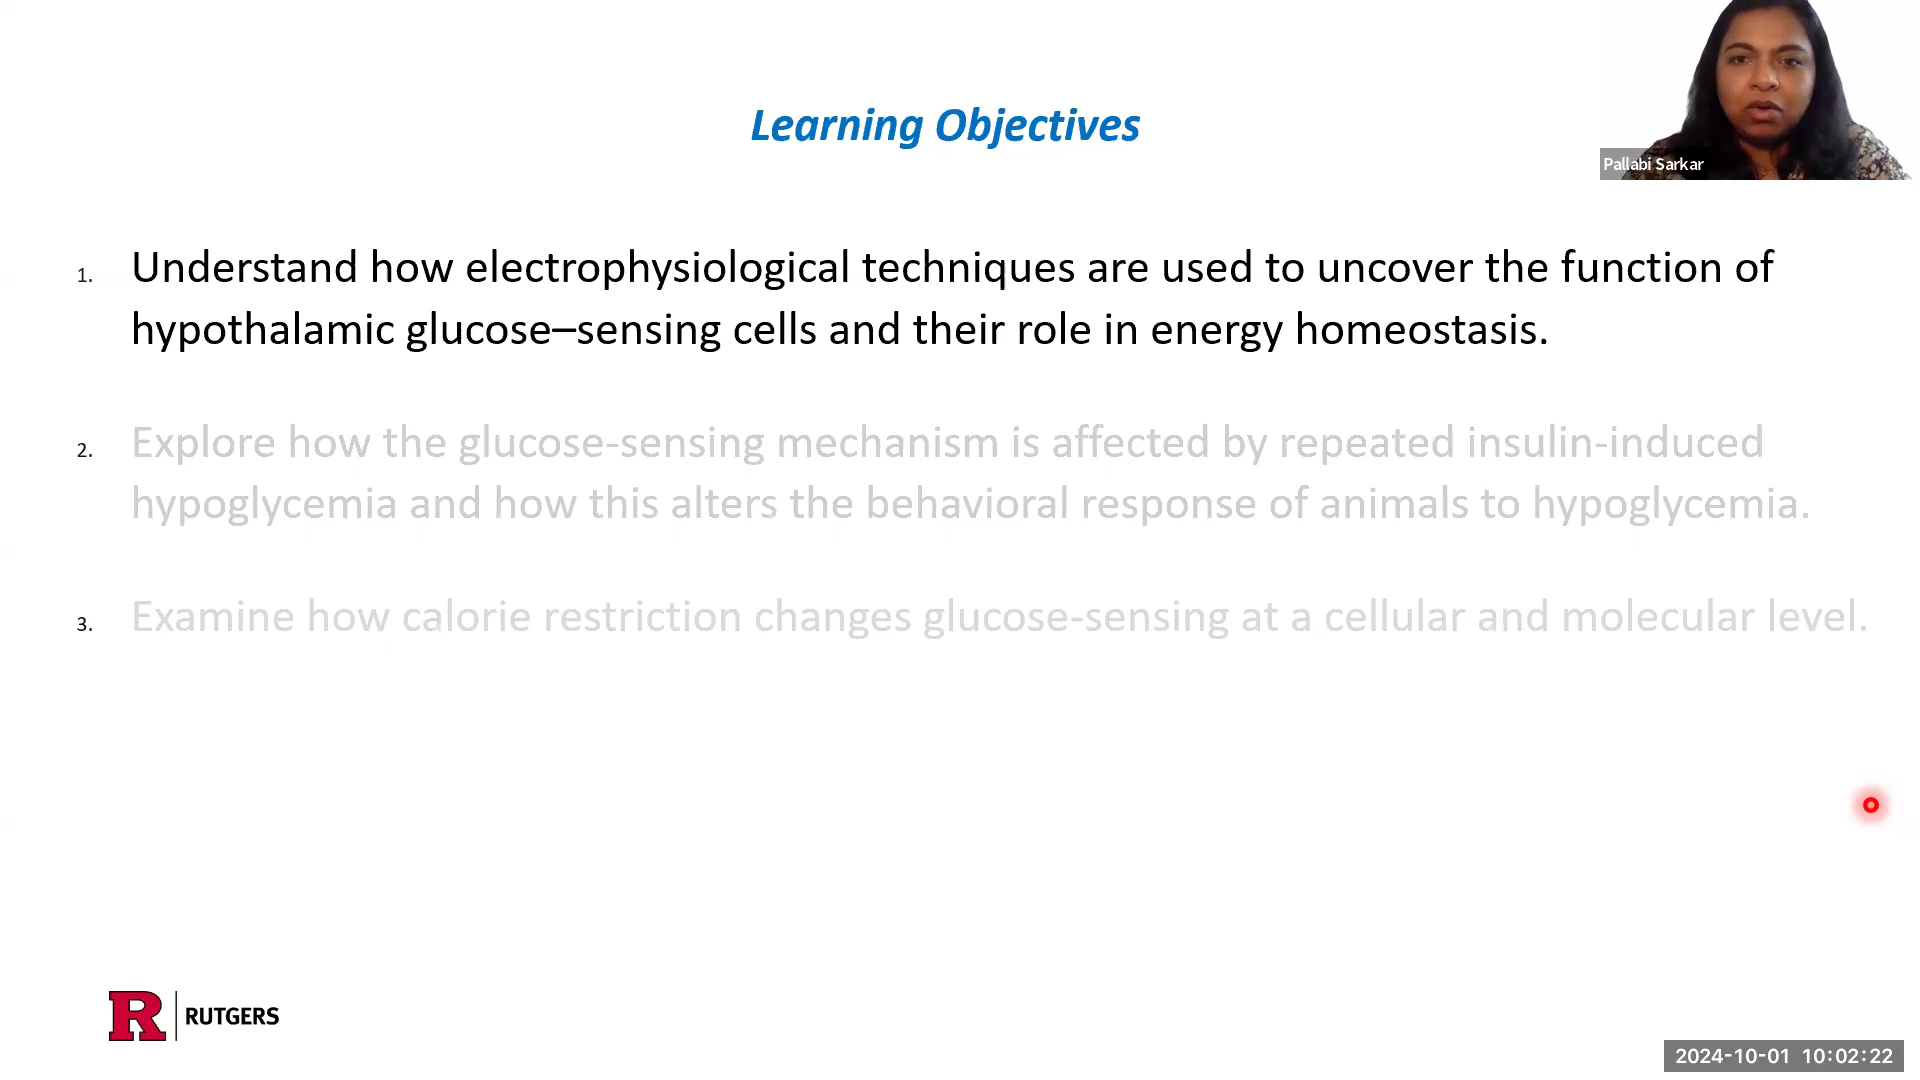 Learning Objectives
Pallabi Sarkar
1. Understand how electrophysiological techniques are used to uncover the function of
hypothalamic glucose–sensing cells and their role in energy homeostasis.
2. Explore how the glucose-sensing mechanism is affected by repeated insulin-induced
hypoglycemia and how this alters the behavioral response of animals to hypoglycemia.
3. Examine how calorie restriction changes glucose-sensing at a cellular and molecular level.
R RUTGERS
2024-10-01 10:02:22